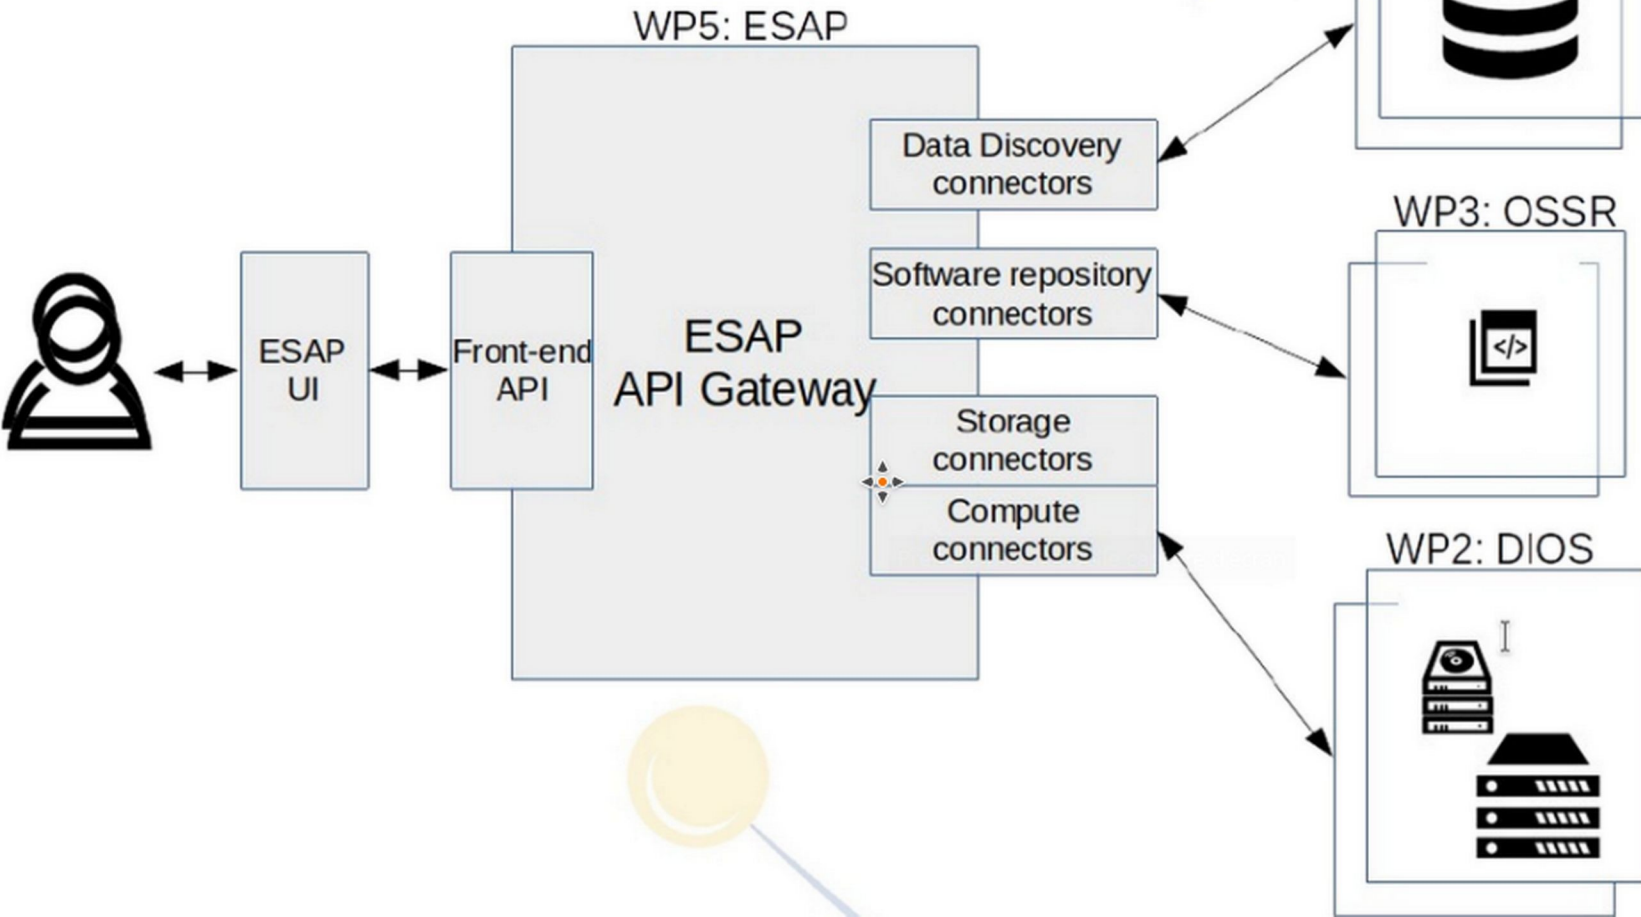 WP5: ESAP
Data Discovery
connectors
WP3: OSSR
Software repository
connectors
</>
ESAP
UI
Front-end
API
ESAP
API Gateway
Storage
connectors
Compute
connectors
WP2: DIOS